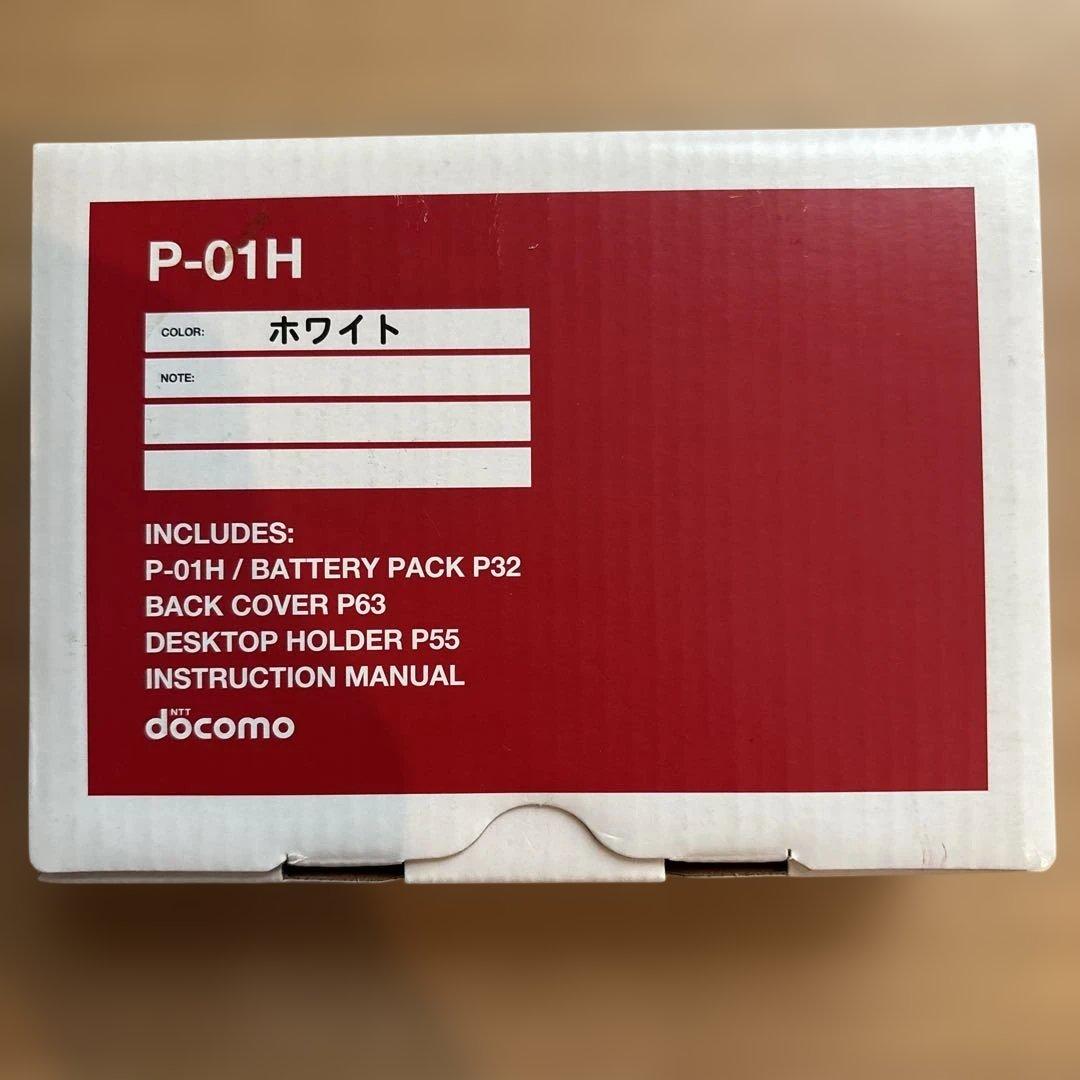 P-01H
COLOR: ホワイト
NOTE:
INCLUDES:
P-01H / BATTERY PACK P32
BACK COVER P63
DESKTOP HOLDER P55
INSTRUCTION MANUAL
NTT
döcomo